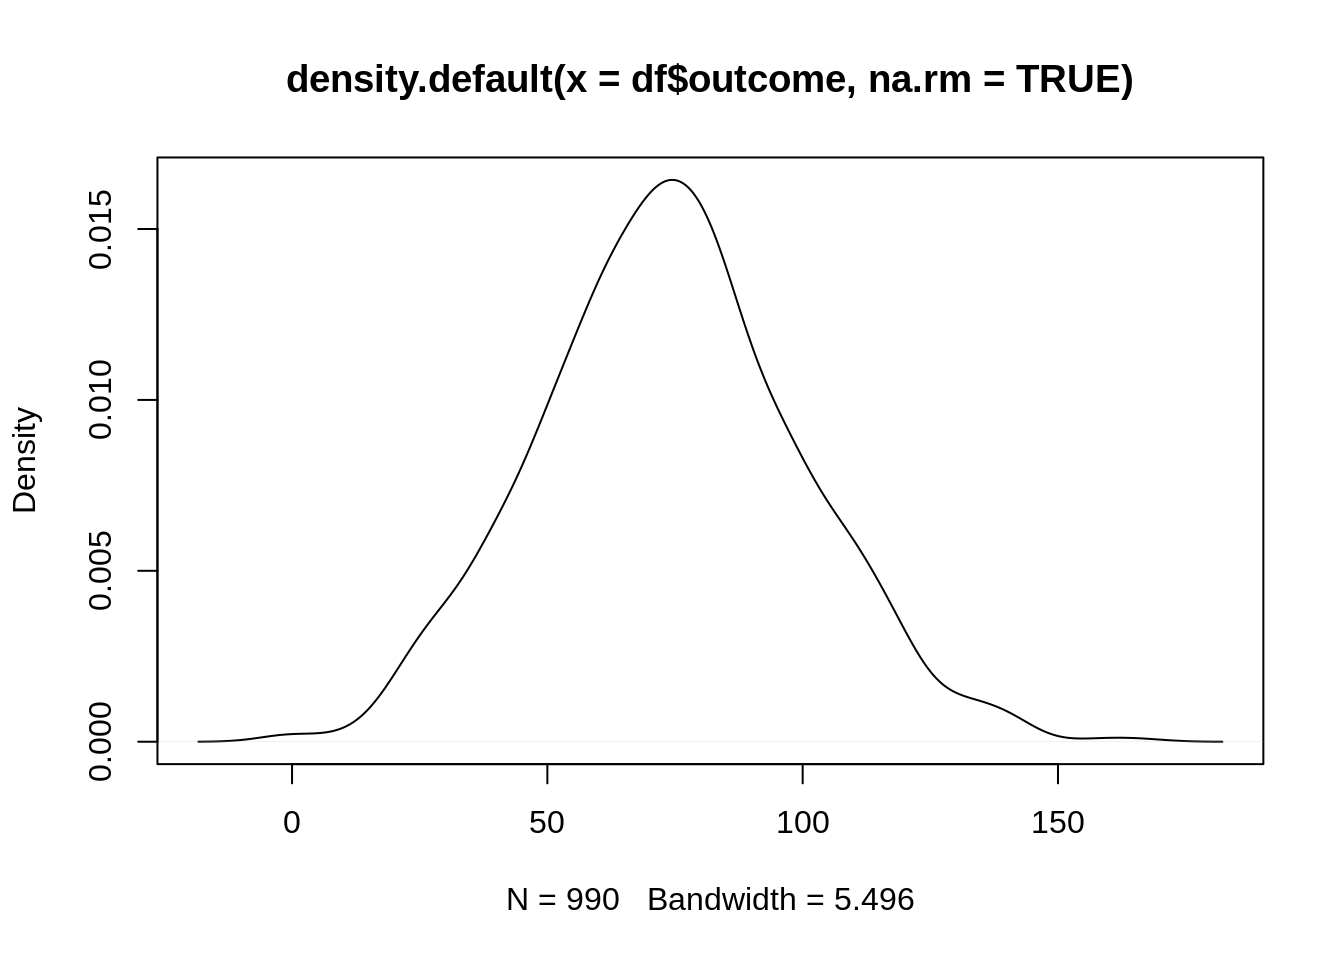 density.default(x = df$outcome, na.rm = TRUE)
Density
0.015
0.010
0.005
0.000
0 50 100 150
N = 990 Bandwidth = 5.496